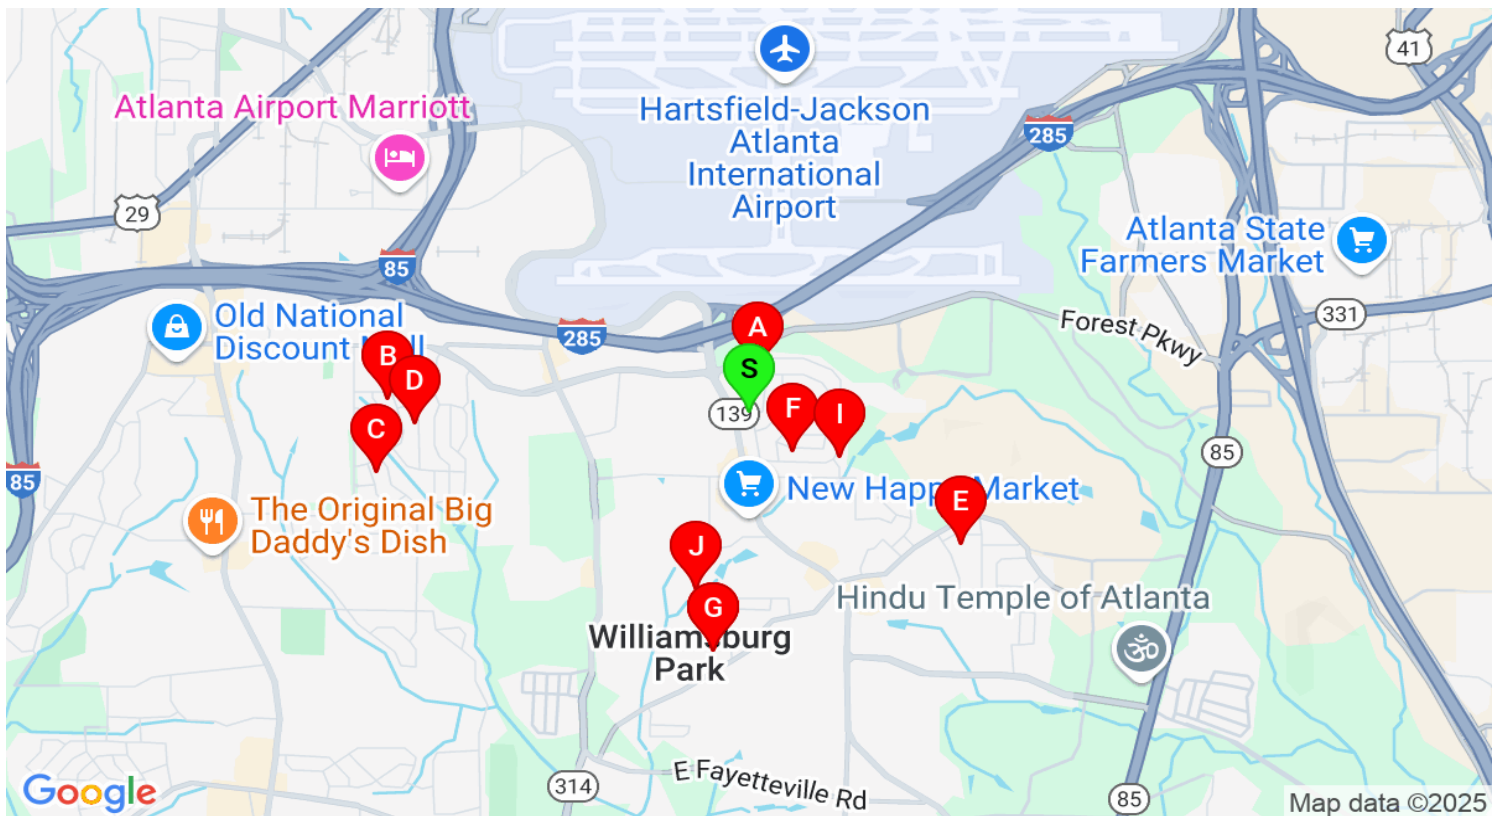 41
Atlanta Airport Marriott
Hartsfield-Jackson
Atlanta
International
Airport
285
29
Atlanta State
Farmers Market
85
Old National
Discount
331
Forest Pkwy
285
A
B
S
D
F
I
139
C
85
85
New Happy Market
The Original Big
Daddy's Dish
E
J
Hindu Temple of Atlanta
G
Williamsburg
Park
E Fayetteville Rd
314
85
Google
Map data ©2025